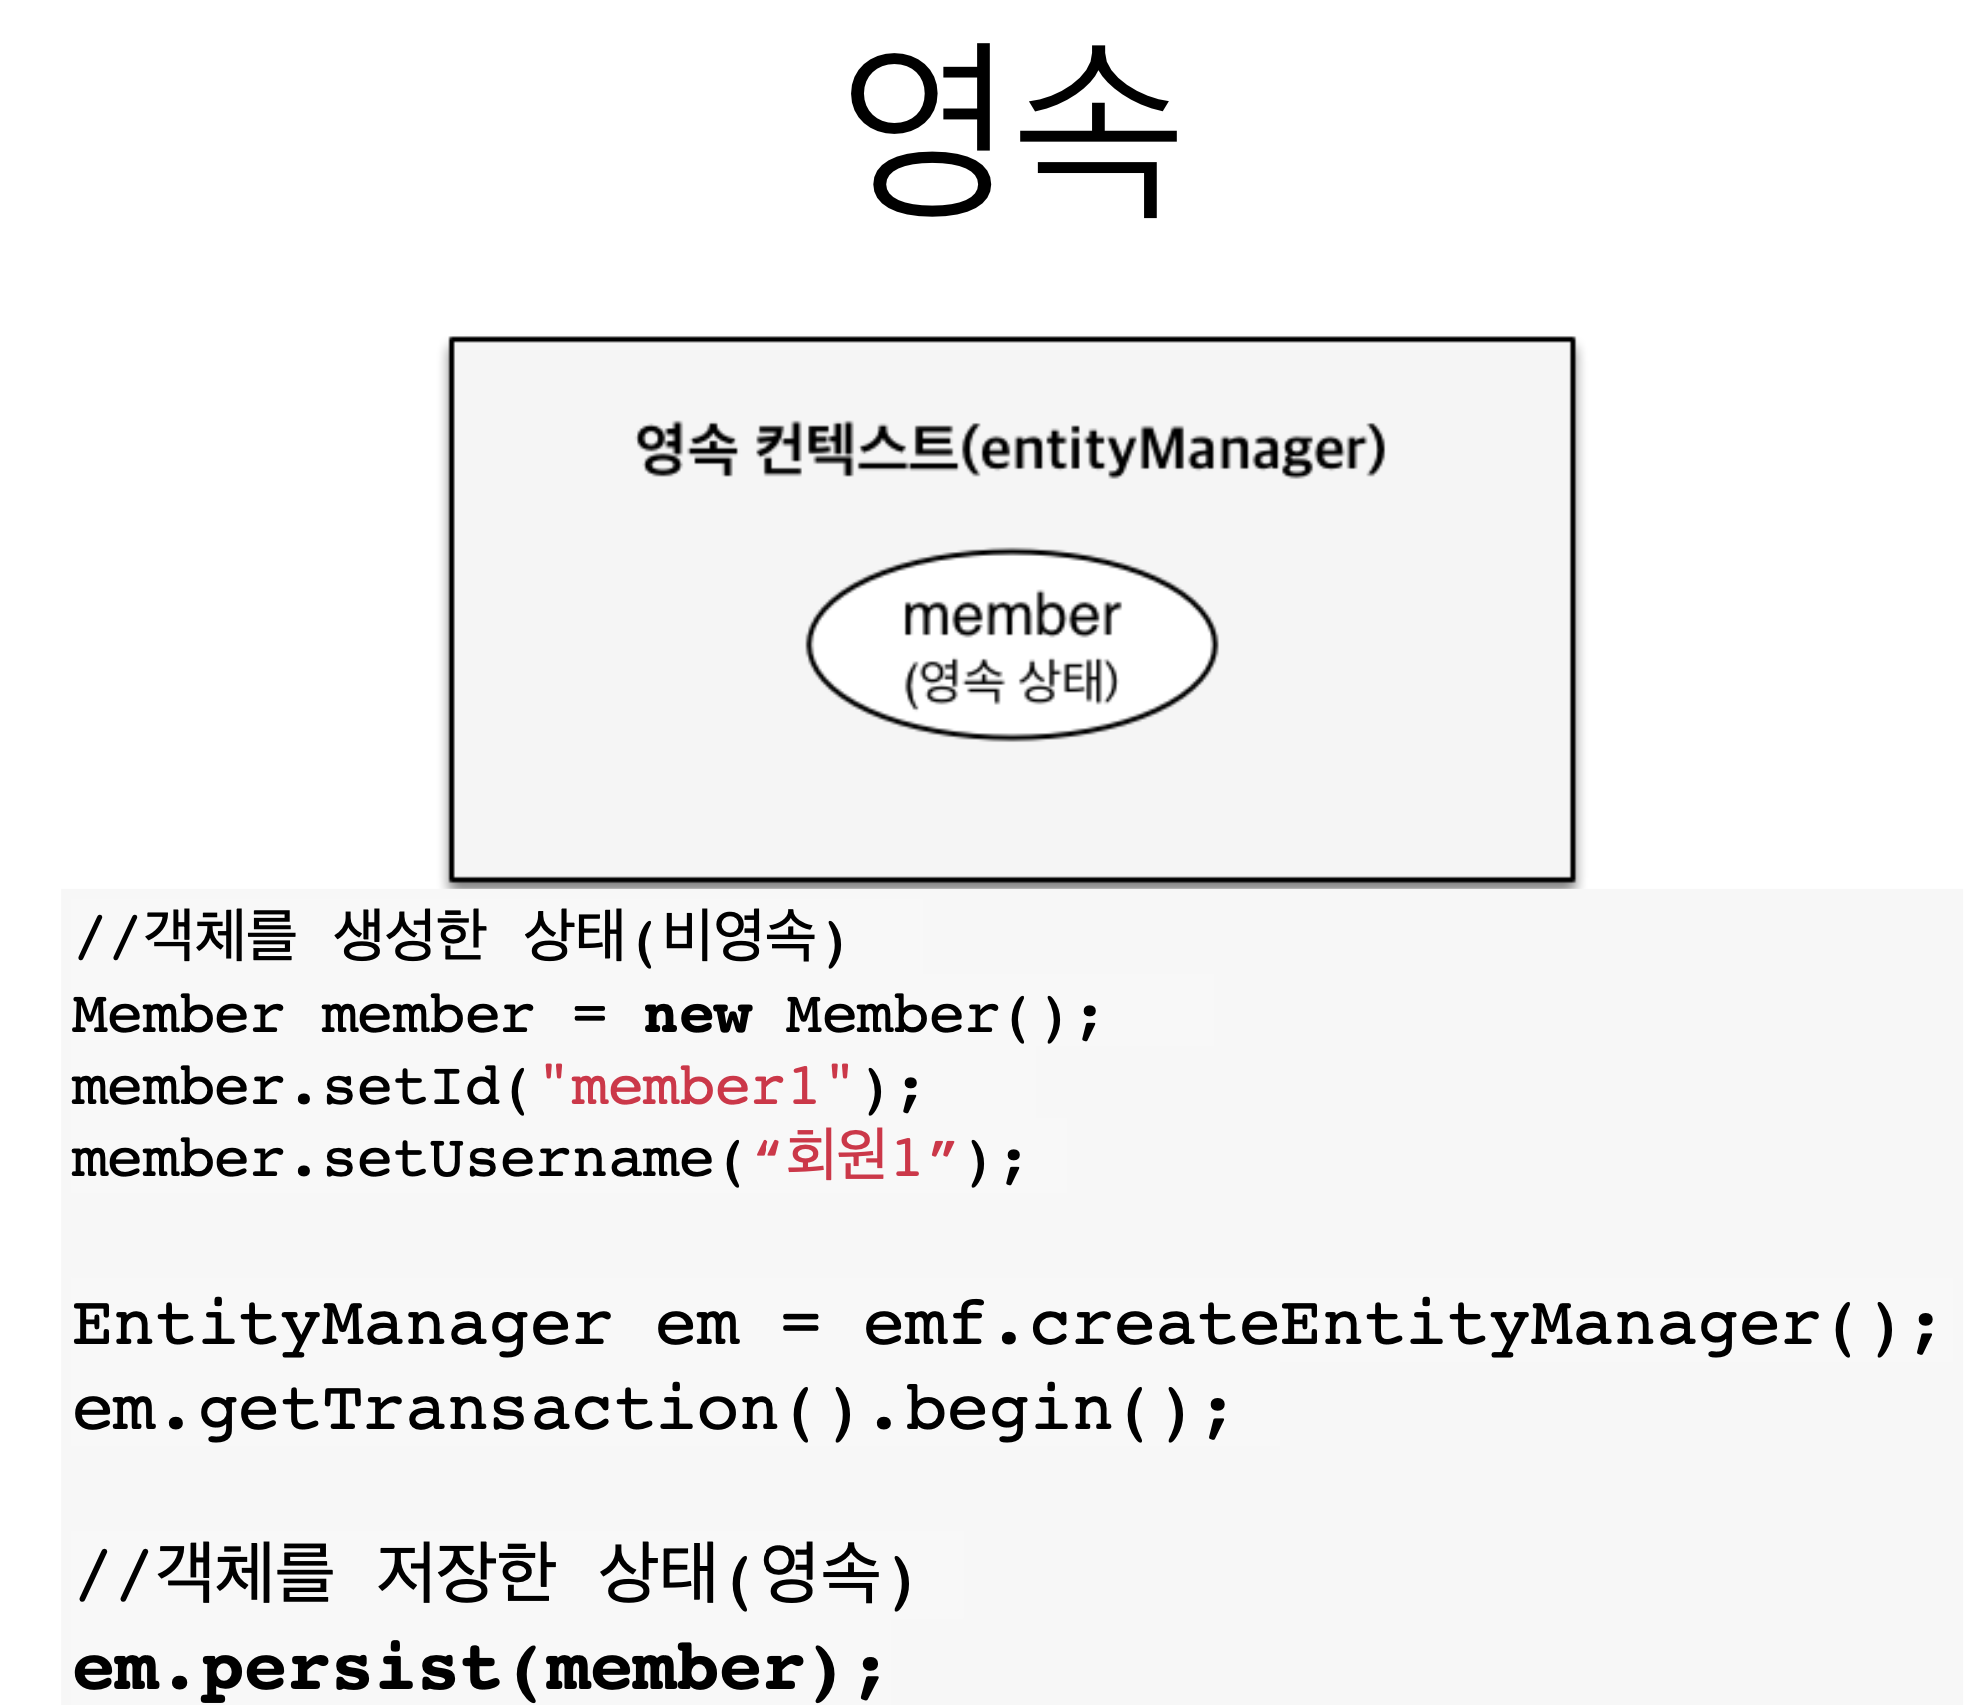 영속
영속 컨텍스트(entityManager)
member
(영속 상태)
//객체를 생성한 상태(비영속)
Member member = new Member();
member.setId("member1");
member.setUsername(“회원1”);
EntityManager em = emf.createEntityManager();
em.getTransaction().begin();
//객체를 저장한 상태(영속)
em.persist(member);